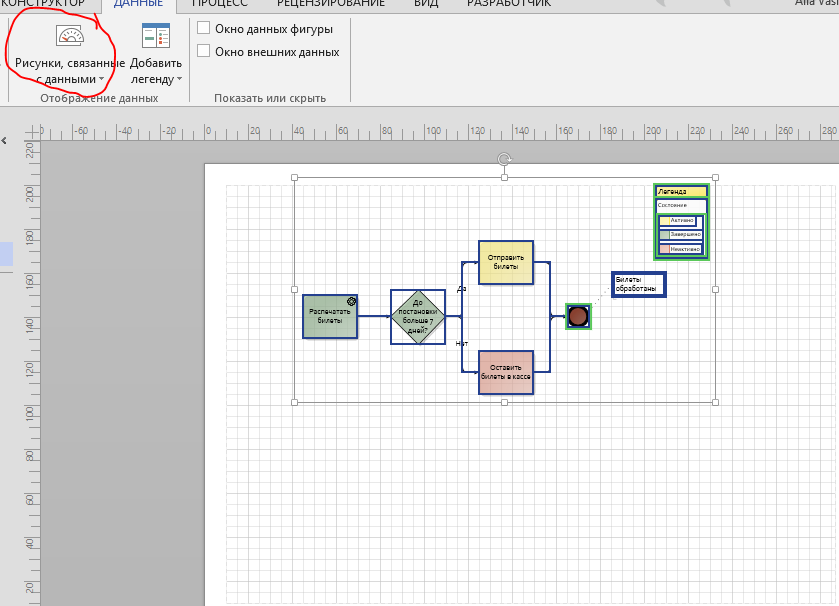 КОНСТРУКТОР ДАННЫЕ ПРОЦЕСС РЕЦЕНЗИРОВАНИЕ ВИД РАЗРАБОТЧИК
Alla Vas
Рисунки, связанные
с данными
Добавить
легенду
Окно данных фигуры
Окно внешних данных
Отображение данных
Показать или скрыть
-60 -40 -20 0 20 40 60 80 100 120 140 160 180 200 220 240 260 280
220
200
180
160
140
120
100
80
60
40
20
Легенда
Состояние
Активно
Завершено
Неактивно
Отправить
билеты
Билеты
обработаны
Да
Распечатать
билеты
До
постановки
больше 7
дней?
Нет
Оставить
билеты в кассе